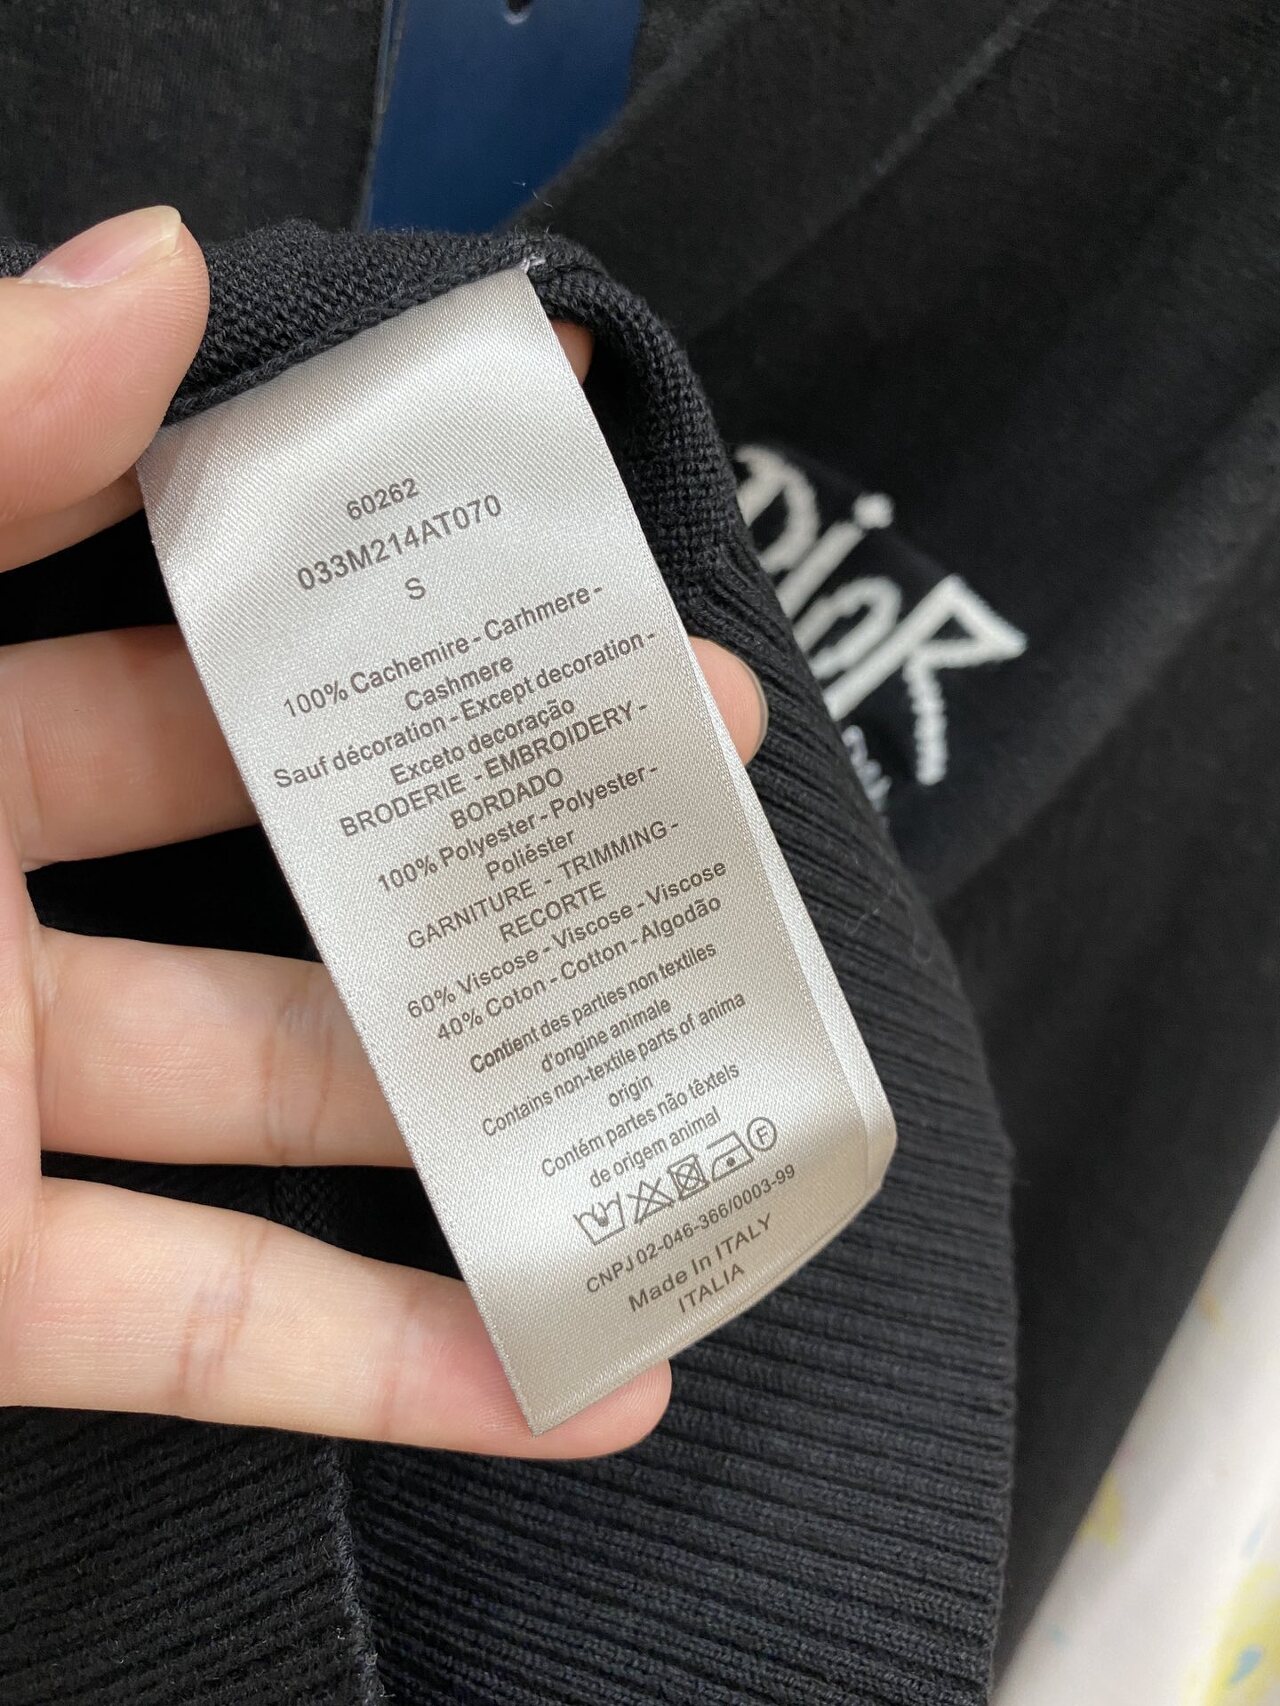 60262
033M214AT070
S
100% Cachemire - Carhmere -
Cashmere
Sauf décoration - Except decoration -
Exceto decoração
BRODERIE - EMBROIDERY -
BORDADO
100% Polyester - Polyester -
Poliéster
GARNITURE - TRIMMING -
RECORTE
60% Viscose - Viscose - Viscose
40% Coton - Cotton - Algodão
Contient des parties non textiles
d'origine animale
Contains non-textile parts of anima
origin
Contém partes não têxtels
de origem animal
F
CNPJ 02-046-366/0003-99
Made In ITALY
ITALIA
DioR